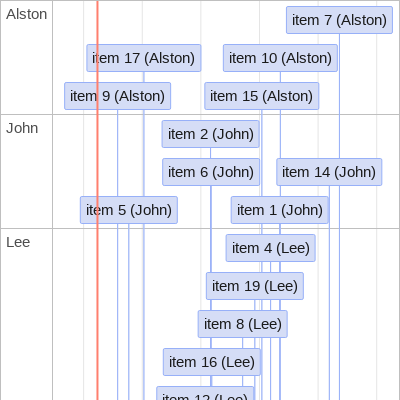 Alston
item 7 (Alston)
item 17 (Alston)
item 10 (Alston)
item 9 (Alston)
item 15 (Alston)
John
item 2 (John)
item 6 (John)
item 14 (John)
item 5 (John)
item 1 (John)
Lee
item 4 (Lee)
item 19 (Lee)
item 8 (Lee)
item 16 (Lee)
item 12 (Lee)